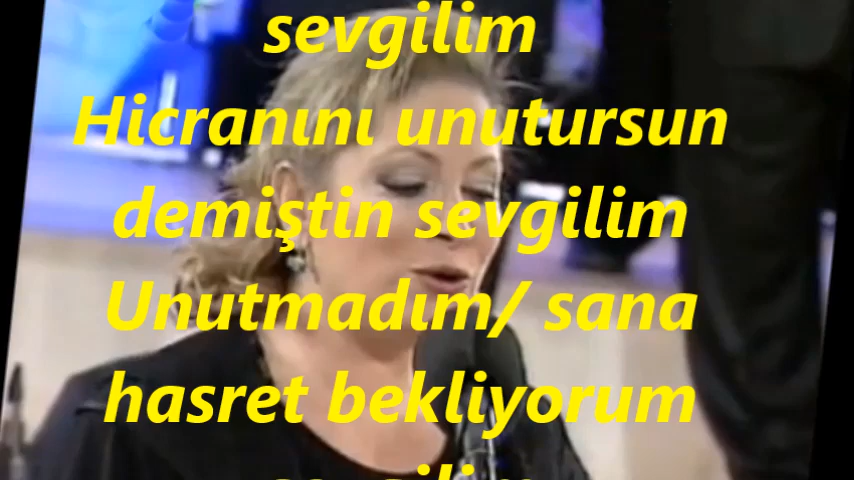 sevgilim
Hicranını unutursun
demiştin sevgilim
Unutmadım/ sana
hasret bekliyorum